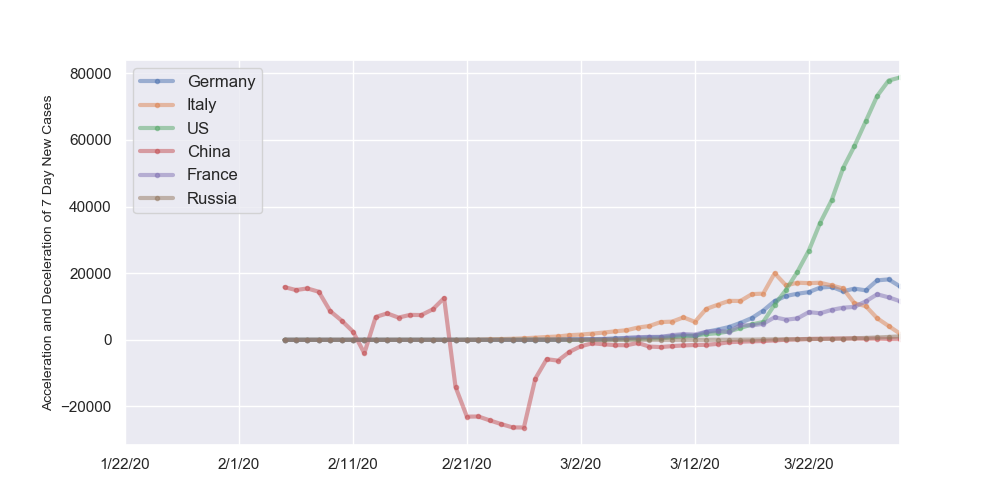 Acceleration and Deceleration of 7 Day New Cases
80000
60000
40000
20000
0
−20000
Germany
Italy
US
China
France
Russia
1/22/20 2/1/20 2/11/20 2/21/20 3/2/20 3/12/20 3/22/20